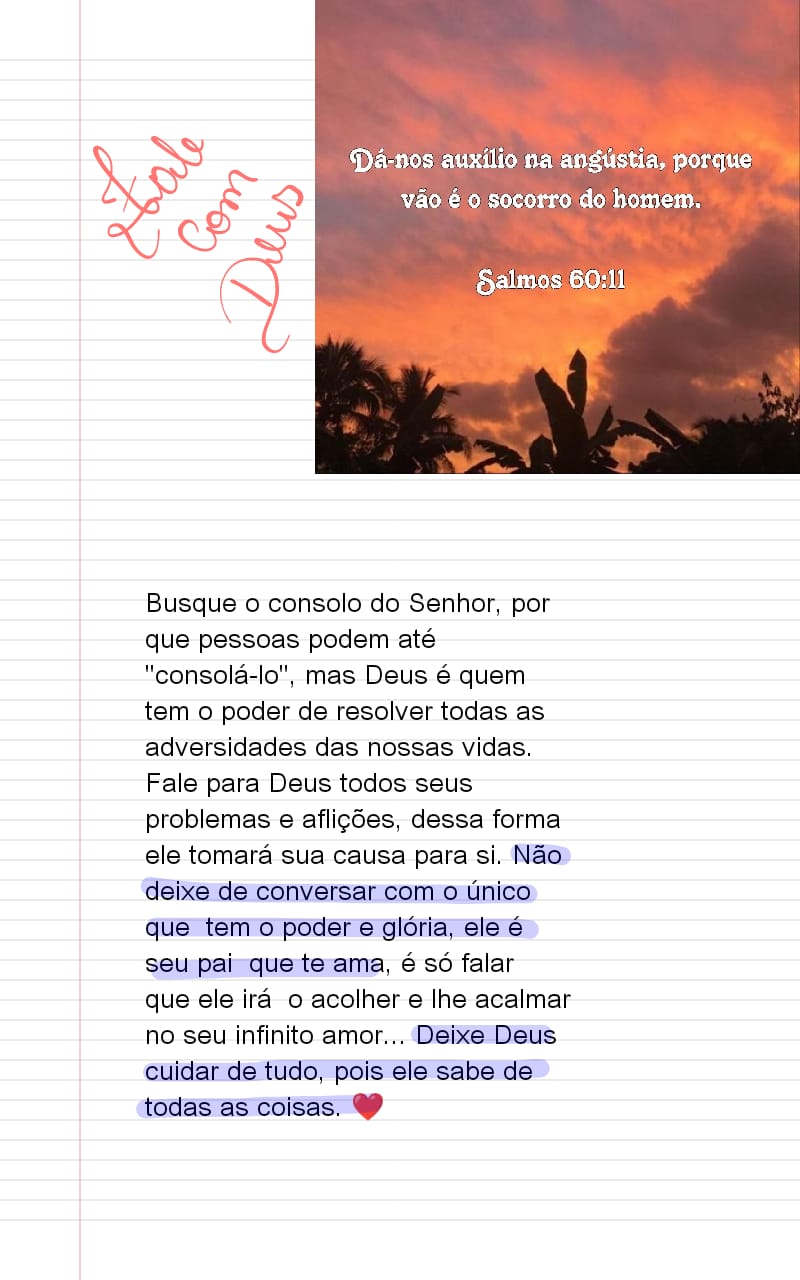 Fale
com
Deus
Dá-nos auxílio na angústia, porque
vão é o socorro do homem.
Salmos 60:11
Busque o consolo do Senhor, por
que pessoas podem até
"consolá-lo", mas Deus é quem
tem o poder de resolver todas as
adversidades das nossas vidas.
Fale para Deus todos seus
problemas e aflições, dessa forma
ele tomará sua causa para si. Não
deixe de conversar com o único
que  tem o poder e glória, ele é
seu pai  que te ama, é só falar
que ele irá  o acolher e lhe acalmar
no seu infinito amor... Deixe Deus
cuidar de tudo, pois ele sabe de
todas as coisas. ❤️